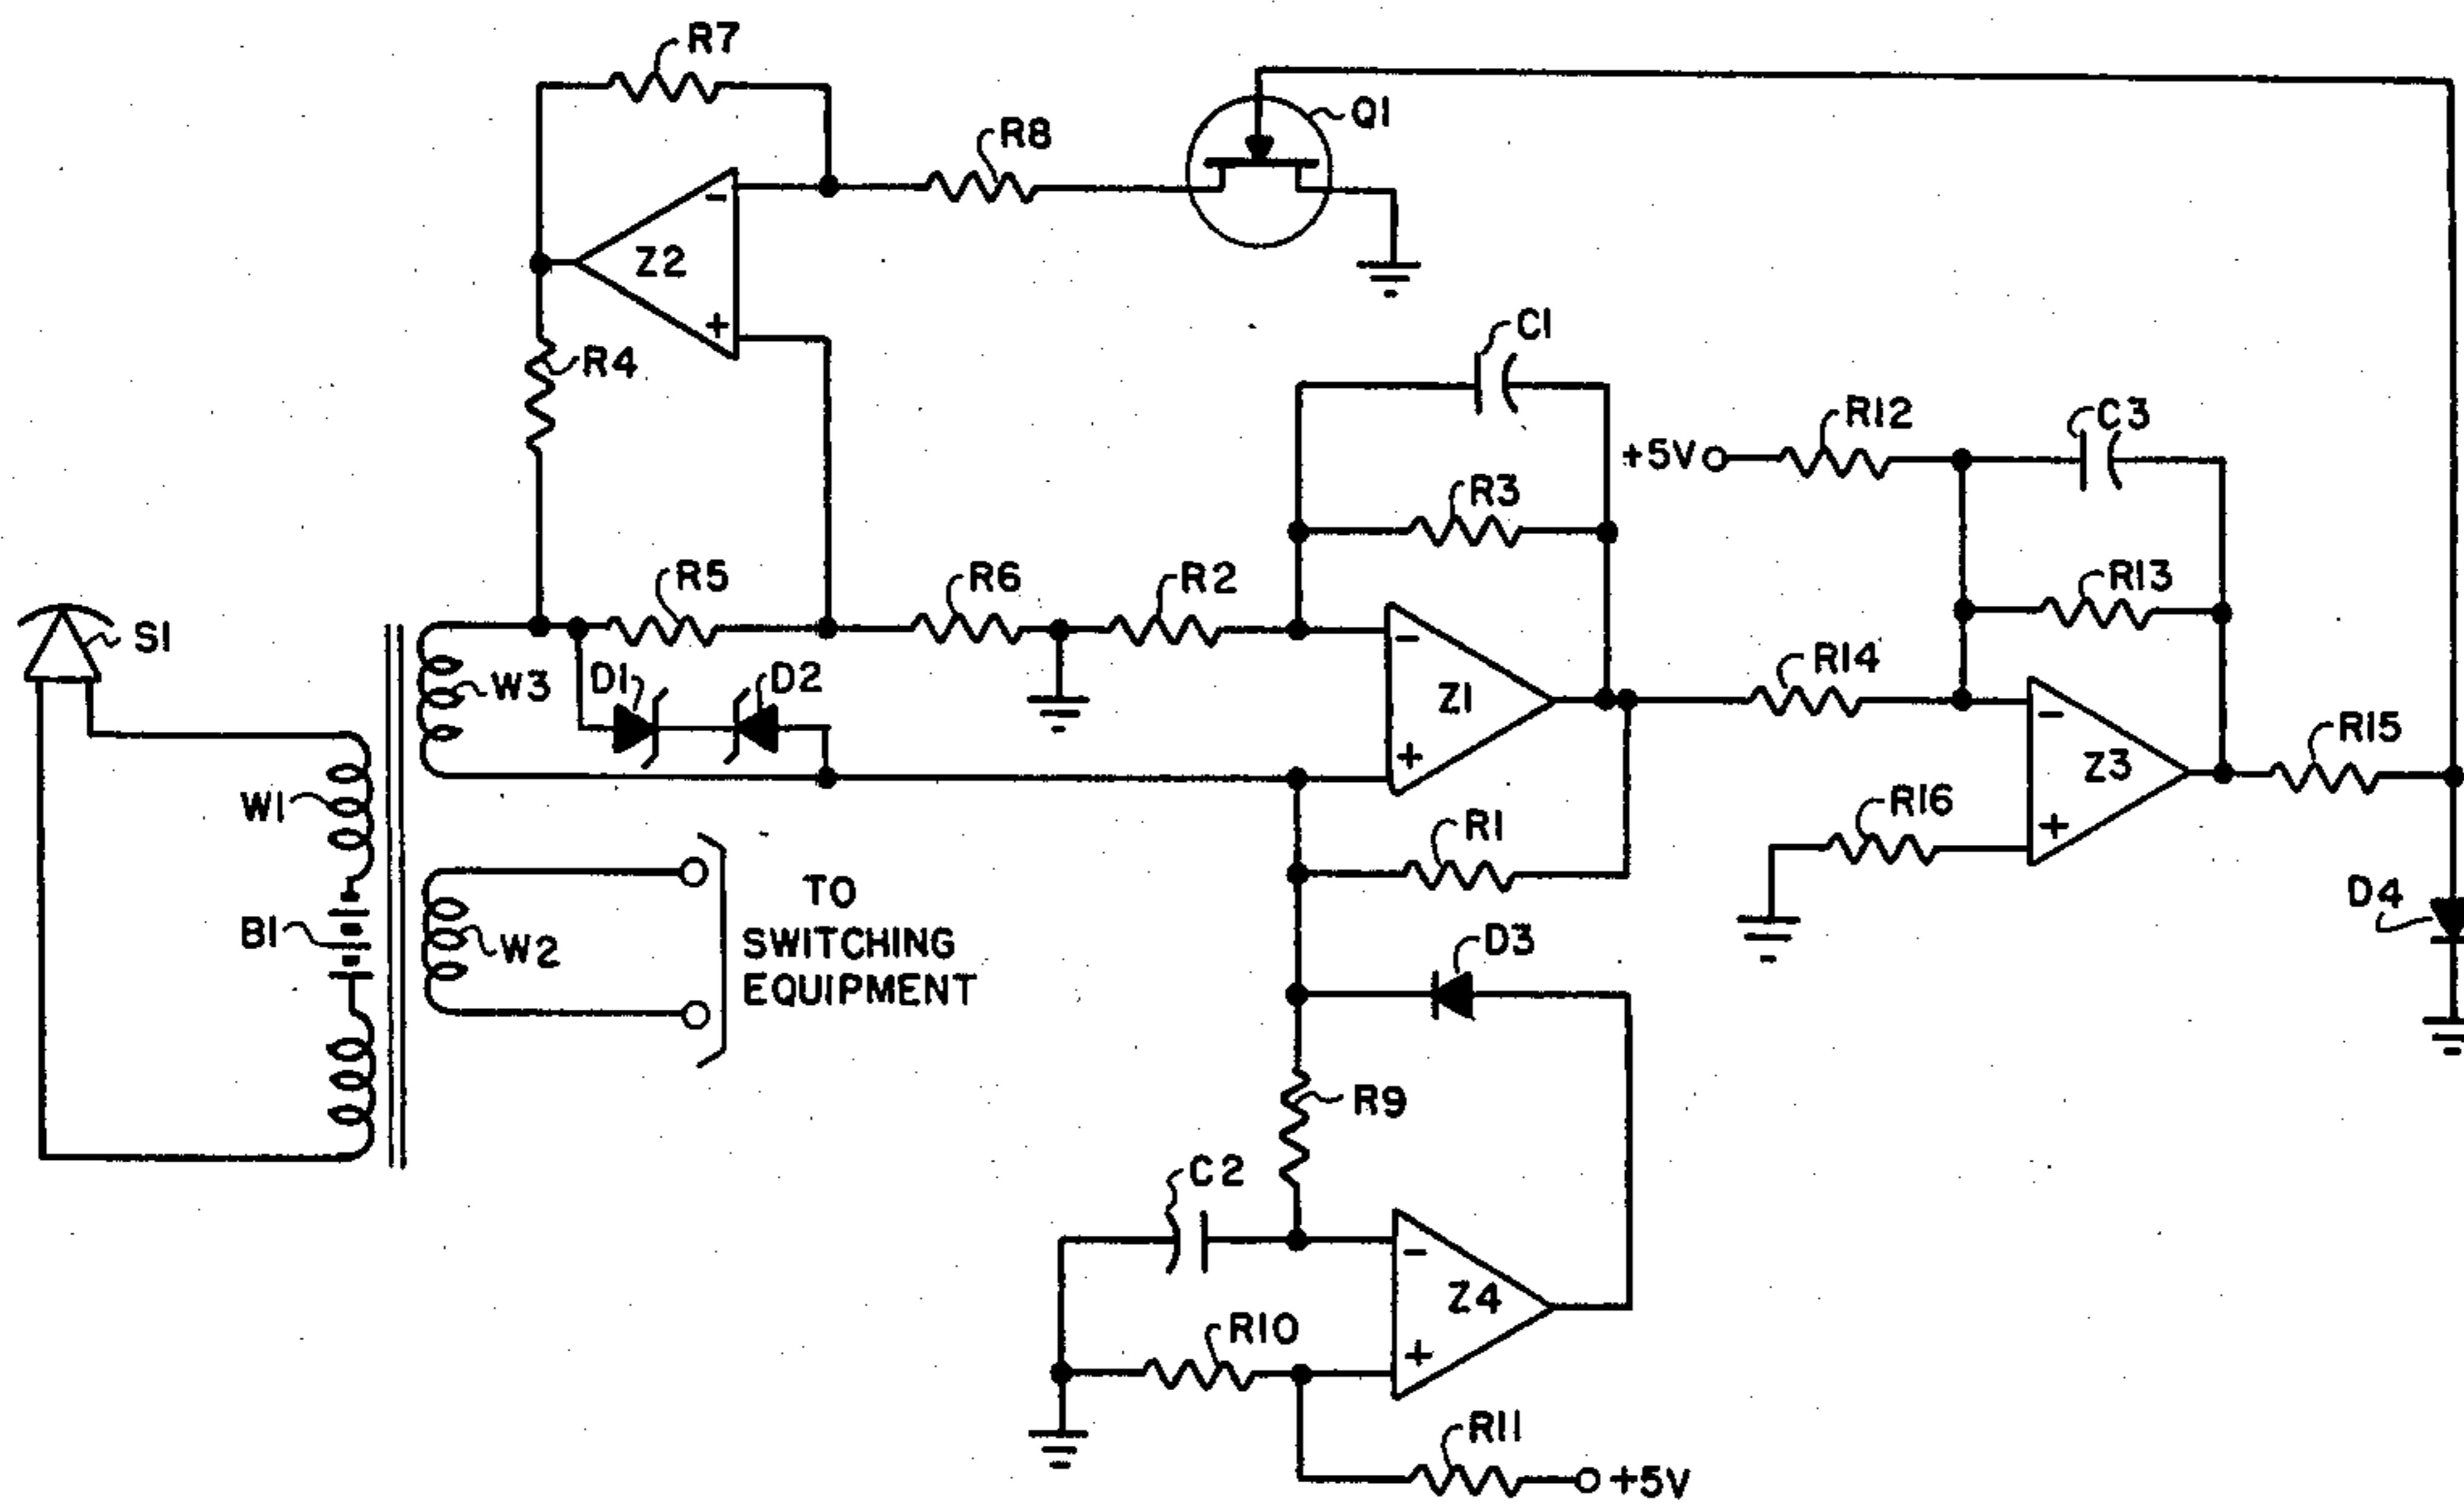 R7
Q1
R8
-
Z2
+
R4
C1
R12
C3
+5V
R3
R13
R5
R6
R2
S1
W3
D1
D2
-
Z1
+
R14
-
Z3
+
R15
R16
W1
R1
D4
TO
SWITCHING
EQUIPMENT
B1
W2
D3
R9
C2
-
Z4
+
R10
R11
+5V